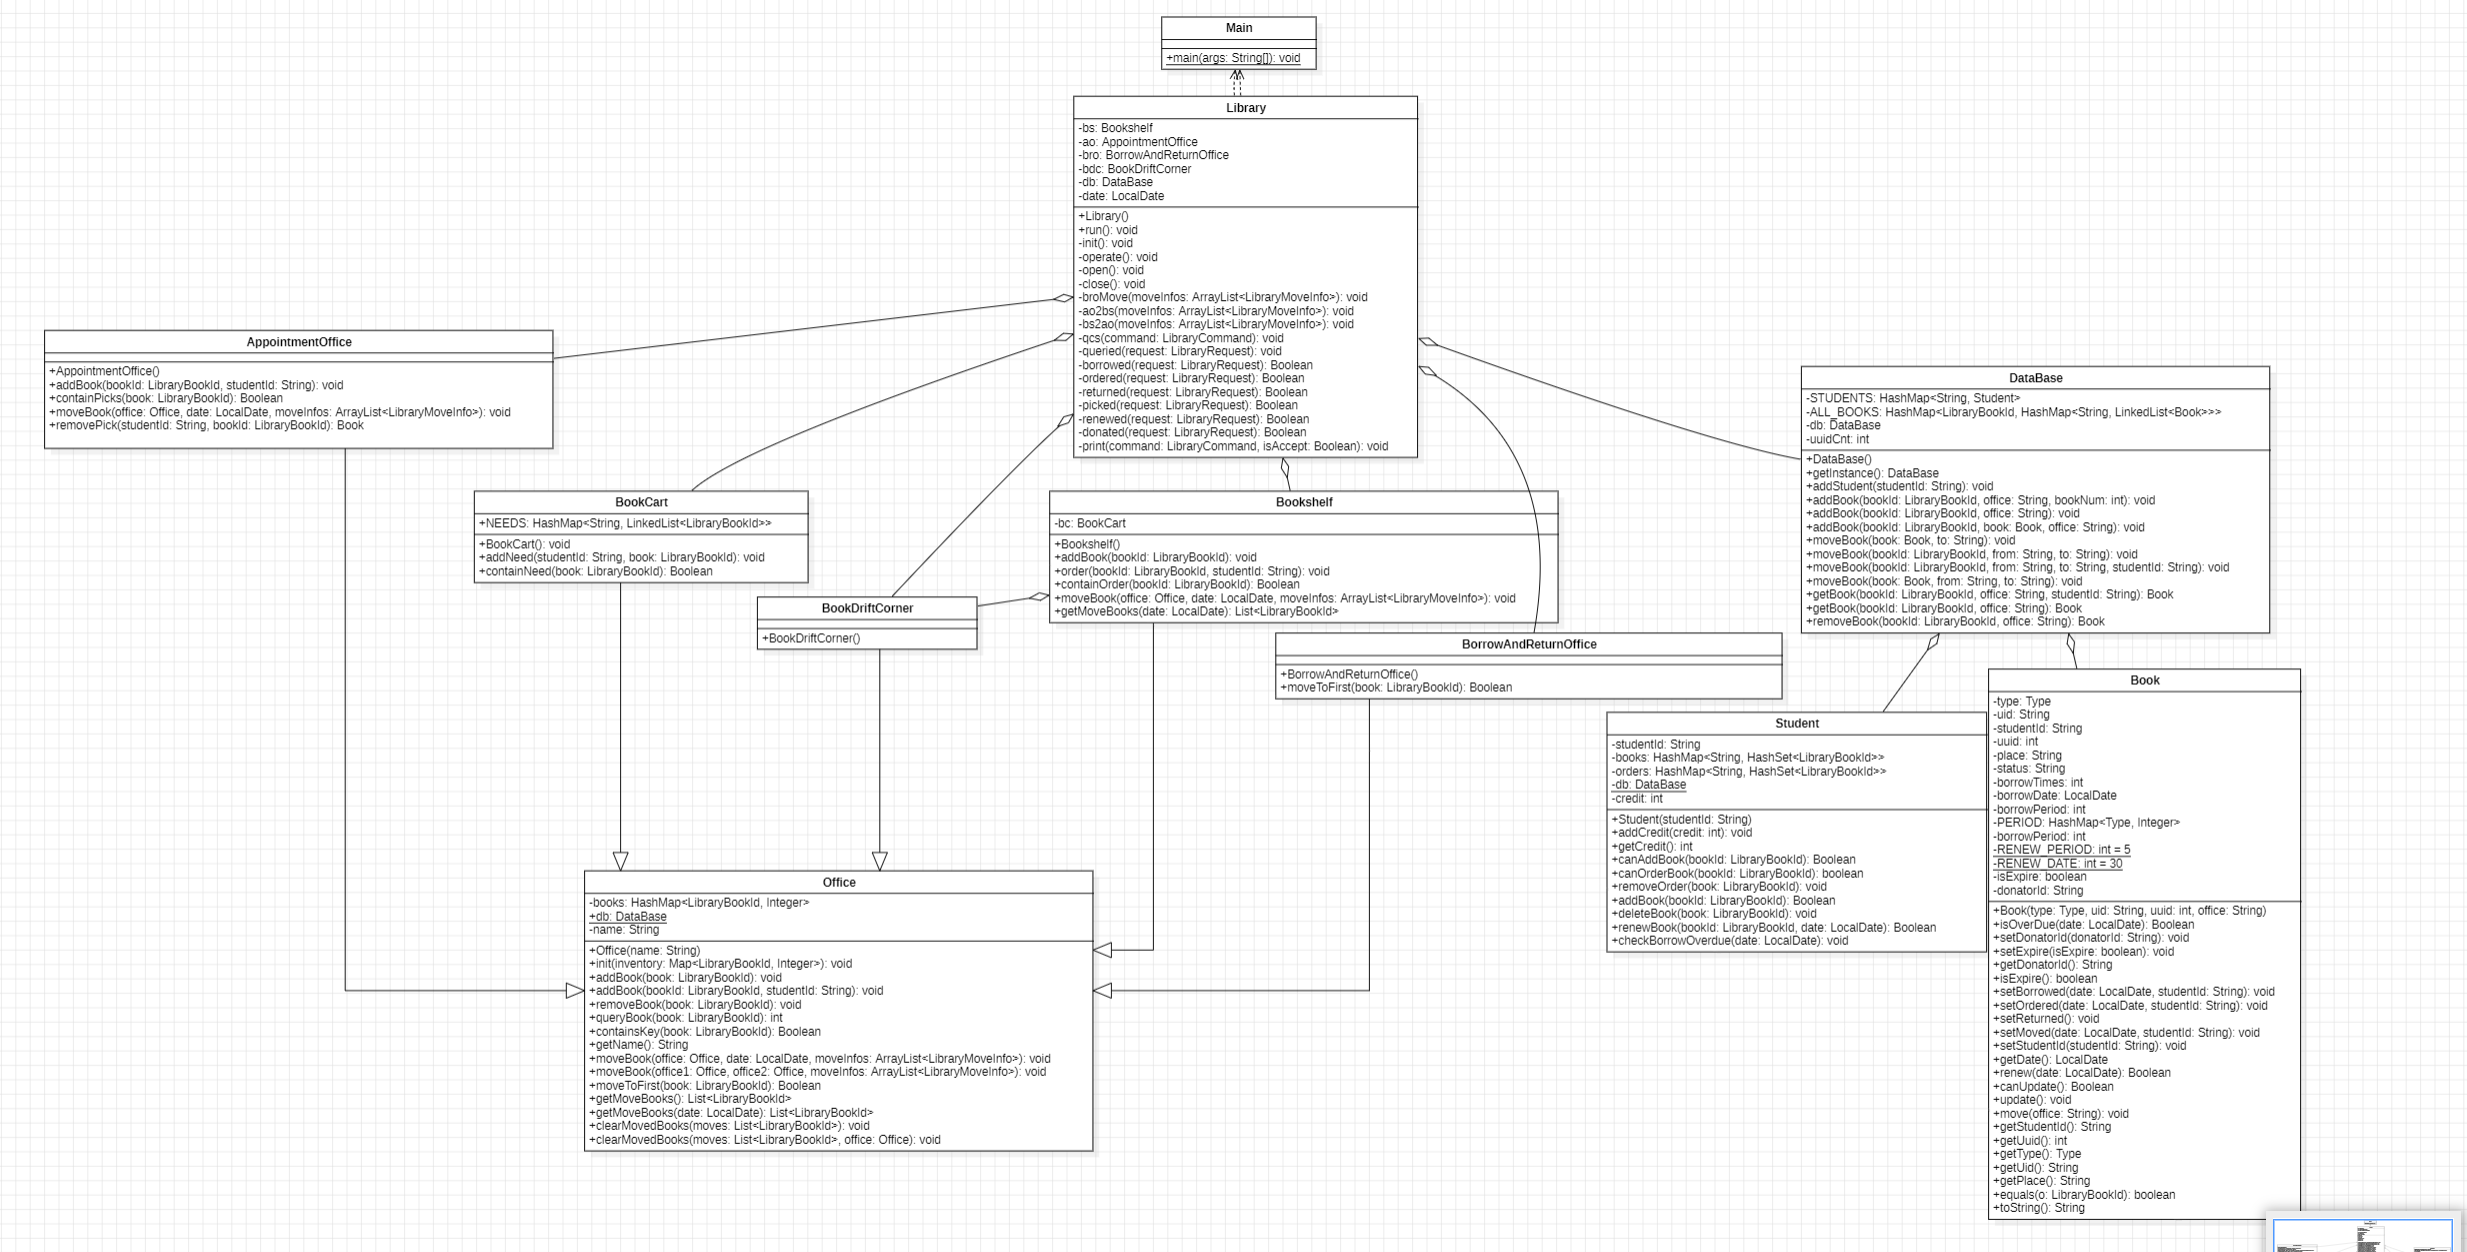 Main
+main(args: String[]): void
Library
-bs: Bookshelf
-ao: AppointmentOffice
-bro: BorrowAndReturnOffice
-bdc: BookDriftCorner
-db: DataBase
-date: LocalDate
+Library()
+run(): void
-init(): void
-operate(): void
-open(): void
-close(): void
-broMove(moveInfos: ArrayList<LibraryMoveInfo>): void
-ao2bs(moveInfos: ArrayList<LibraryMoveInfo>): void
-bs2ao(moveInfos: ArrayList<LibraryMoveInfo>): void
-qcs(command: LibraryCommand): void
-queried(request: LibraryRequest): void
-borrowed(request: LibraryRequest): Boolean
-ordered(request: LibraryRequest): Boolean
-returned(request: LibraryRequest): Boolean
-picked(request: LibraryRequest): Boolean
-renewed(request: LibraryRequest): Boolean
-donated(request: LibraryRequest): Boolean
-print(command: LibraryCommand, isAccept: Boolean): void
AppointmentOffice
+AppointmentOffice()
+addBook(bookId: LibraryBookId, studentId: String): void
+containPicks(book: LibraryBookId): Boolean
+moveBook(office: Office, date: LocalDate, moveInfos: ArrayList<LibraryMoveInfo>): void
+removePick(studentId: String, bookId: LibraryBookId): Book
DataBase
-STUDENTS: HashMap<String, Student>
-ALL_BOOKS: HashMap<LibraryBookId, HashMap<String, LinkedList<Book>>>
-db: DataBase
-uuidCnt: int
+DataBase()
+getInstance(): DataBase
+addStudent(studentId: String): void
+addBook(bookId: LibraryBookId, office: String, bookNum: int): void
+addBook(bookId: LibraryBookId, office: String): void
+addBook(bookId: LibraryBookId, book: Book, office: String): void
+moveBook(book: Book, to: String): void
+moveBook(bookId: LibraryBookId, from: String, to: String): void
+moveBook(bookId: LibraryBookId, from: String, to: String, studentId: String): void
+moveBook(book: Book, from: String, to: String): void
+getBook(bookId: LibraryBookId, office: String, studentId: String): Book
+getBook(bookId: LibraryBookId, office: String): Book
+removeBook(bookId: LibraryBookId, office: String): Book
BookCart
+NEEDS: HashMap<String, LinkedList<LibraryBookId>>
+BookCart(): void
+addNeed(studentId: String, book: LibraryBookId): void
+containNeed(book: LibraryBookId): Boolean
Bookshelf
-bc: BookCart
+Bookshelf()
+addBook(bookId: LibraryBookId): void
+order(bookId: LibraryBookId, studentId: String): void
+containOrder(bookId: LibraryBookId): Boolean
+moveBook(office: Office, date: LocalDate, moveInfos: ArrayList<LibraryMoveInfo>): void
+getMoveBooks(date: LocalDate): List<LibraryBookId>
BookDriftCorner
+BookDriftCorner()
BorrowAndReturnOffice
+BorrowAndReturnOffice()
+moveToFirst(book: LibraryBookId): Boolean
Student
-studentId: String
-books: HashMap<String, HashSet<LibraryBookId>>
-orders: HashMap<String, HashSet<LibraryBookId>>
-db: DataBase
-credit: int
+Student(studentId: String)
+addCredit(credit: int): void
+getCredit(): int
+canAddBook(bookId: LibraryBookId): Boolean
+canOrderBook(bookId: LibraryBookId): boolean
+removeOrder(book: LibraryBookId): void
+addBook(bookId: LibraryBookId): Boolean
+deleteBook(book: LibraryBookId): void
+renewBook(bookId: LibraryBookId, date: LocalDate): Boolean
+checkBorrowOverdue(date: LocalDate): void
Book
-type: Type
-uid: String
-studentId: String
-uuid: int
-place: String
-status: String
-borrowTimes: int
-borrowDate: LocalDate
-borrowPeriod: int
-PERIOD: HashMap<Type, Integer>
-borrowPeriod: int
-RENEW_PERIOD: int = 5
-RENEW_DATE: int = 30
-isExpire: boolean
-donatorId: String
+Book(type: Type, uid: String, uuid: int, office: String)
+isOverDue(date: LocalDate): Boolean
+setDonatorId(donatorId: String): void
+setExpire(isExpire: boolean): void
+getDonatorId(): String
+isExpire(): boolean
+setBorrowed(date: LocalDate, studentId: String): void
+setOrdered(date: LocalDate, studentId: String): void
+setReturned(): void
+setMoved(date: LocalDate, studentId: String): void
+setStudentId(studentId: String): void
+getDate(): LocalDate
+renew(date: LocalDate): Boolean
+canUpdate(): Boolean
+update(): void
+move(office: String): void
+getStudentId(): String
+getUuid(): int
+getType(): Type
+getUid(): String
+getPlace(): String
+equals(o: LibraryBookId): boolean
+toString(): String
Office
-books: HashMap<LibraryBookId, Integer>
+db: DataBase
-name: String
+Office(name: String)
+init(inventory: Map<LibraryBookId, Integer>): void
+addBook(book: LibraryBookId): void
+addBook(bookId: LibraryBookId, studentId: String): void
+removeBook(book: LibraryBookId): void
+queryBook(book: LibraryBookId): int
+containsKey(book: LibraryBookId): Boolean
+getName(): String
+moveBook(office: Office, date: LocalDate, moveInfos: ArrayList<LibraryMoveInfo>): void
+moveBook(office1: Office, office2: Office, moveInfos: ArrayList<LibraryMoveInfo>): void
+moveToFirst(book: LibraryBookId): Boolean
+getMoveBooks(): List<LibraryBookId>
+getMoveBooks(date: LocalDate): List<LibraryBookId>
+clearMovedBooks(moves: List<LibraryBookId>): void
+clearMovedBooks(moves: List<LibraryBookId>, office: Office): void